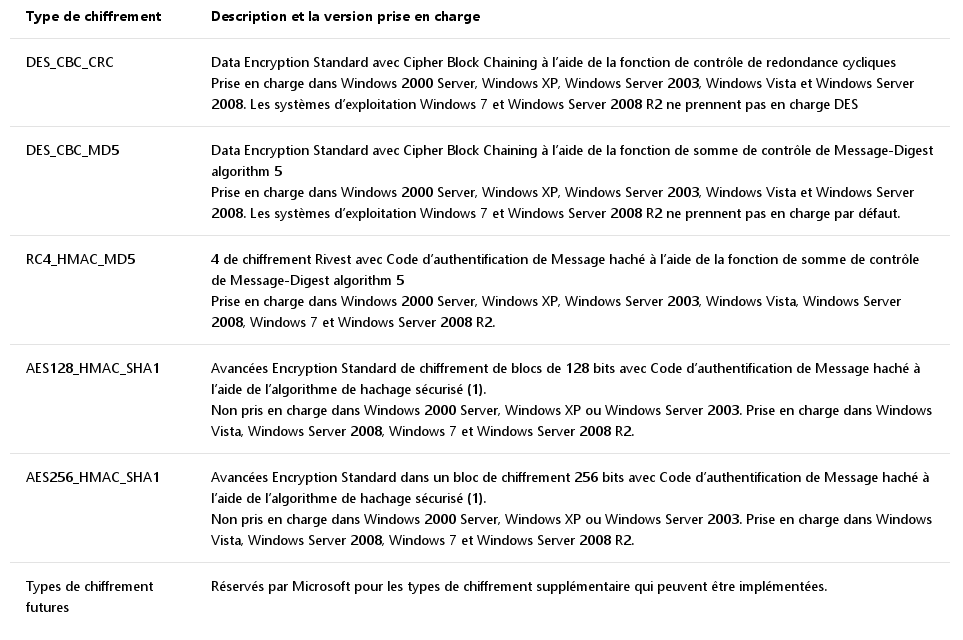 Type de chiffrement Description et la version prise en charge
DES_CBC_CRC Data Encryption Standard avec Cipher Block Chaining à l'aide de la fonction de contrôle de redondance cycliques
Prise en charge dans Windows 2000 Server, Windows XP, Windows Server 2003, Windows Vista et Windows Server
2008. Les systèmes d'exploitation Windows 7 et Windows Server 2008 R2 ne prennent pas en charge DES
DES_CBC_MD5 Data Encryption Standard avec Cipher Block Chaining à l'aide de la fonction de somme de contrôle de Message-Digest
algorithm 5
Prise en charge dans Windows 2000 Server, Windows XP, Windows Server 2003, Windows Vista et Windows Server
2008. Les systèmes d'exploitation Windows 7 et Windows Server 2008 R2 ne prennent pas en charge par défaut.
RC4_HMAC_MD5 4 de chiffrement Rivest avec Code d'authentification de Message haché à l'aide de la fonction de somme de contrôle
de Message-Digest algorithm 5
Prise en charge dans Windows 2000 Server, Windows XP, Windows Server 2003, Windows Vista, Windows Server
2008, Windows 7 et Windows Server 2008 R2.
AES128_HMAC_SHA1 Avancées Encryption Standard de chiffrement de blocs de 128 bits avec Code d'authentification de Message haché à
l'aide de l'algorithme de hachage sécurisé (1).
Non pris en charge dans Windows 2000 Server, Windows XP ou Windows Server 2003. Prise en charge dans Windows
Vista, Windows Server 2008, Windows 7 et Windows Server 2008 R2.
AES256_HMAC_SHA1 Avancées Encryption Standard dans un bloc de chiffrement 256 bits avec Code d'authentification de Message haché à
l'aide de l'algorithme de hachage sécurisé (1).
Non pris en charge dans Windows 2000 Server, Windows XP ou Windows Server 2003. Prise en charge dans Windows
Vista, Windows Server 2008, Windows 7 et Windows Server 2008 R2.
Types de chiffrement Réservés par Microsoft pour les types de chiffrement supplémentaire qui peuvent être implémentées.
futures